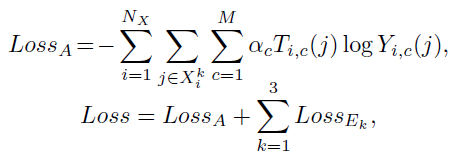 $Loss_A = -\sum_{i=1}^{N_X} \sum_{j \in X_i^k} \sum_{c=1}^{M} \alpha_c T_{i,c}(j) \log Y_{i,c}(j),$
$Loss = Loss_A + \sum_{k=1}^{3} Loss_{E_k},$